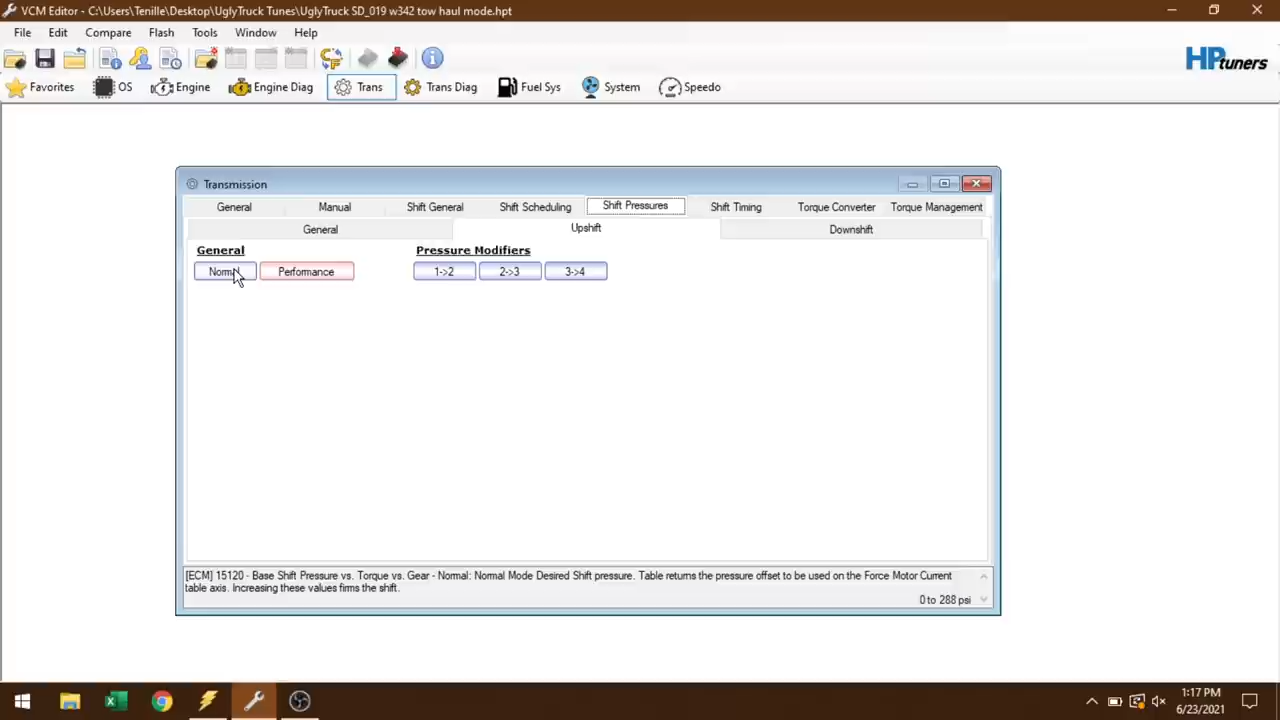 VCM Editor - C:\Users\Tenille\Desktop\UglyTruck Tunes\UglyTruck SD_019 w342 tow haul mode.hpt
File Edit Compare Flash Tools Window Help
HPtuners
Favorites OS Engine Engine Diag Trans Trans Diag Fuel Sys System Speedo
Transmission
General Manual Shift General Shift Scheduling Shift Pressures Shift Timing Torque Converter Torque Management
General Upshift Downshift
General Pressure Modifiers
Normal Performance 1->2 2->3 3->4
[ECM] 15120 - Base Shift Pressure vs. Torque vs. Gear - Normal: Normal Mode Desired Shift pressure. Table returns the pressure offset to be used on the Force Motor Current
table axis. Increasing these values firms the shift.
0 to 288 psi
1:17 PM
6/23/2021